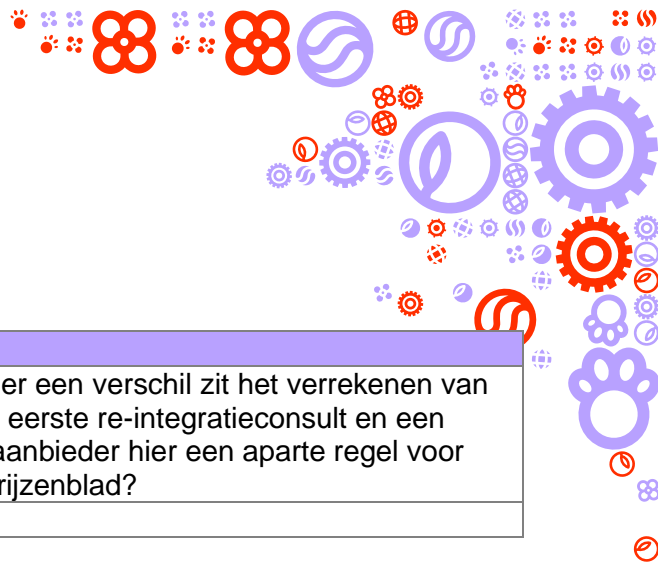 er een verschil zit het verrekenen van
eerste re-integratieconsult en een
aanbieder hier een aparte regel voor
rijzenblad?